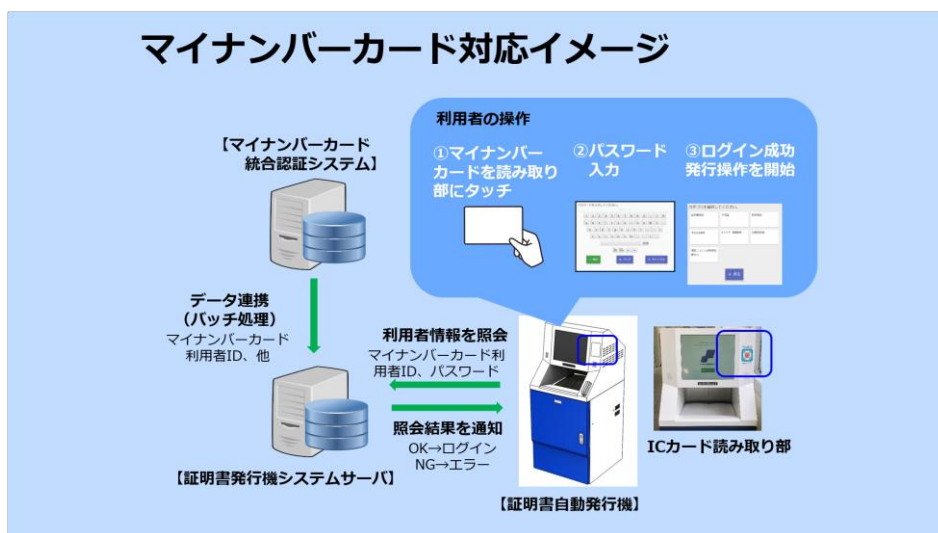 マイナンバーカード対応イメージ
利用者の操作
①マイナンバー
カードを読み取り
部にタッチ
②パスワード
入力
③ログイン成功
発行操作を開始
【マイナンバーカード
統合認証システム】
データ連携
（バッチ処理）
マイナンバーカード
利用者ID、他
利用者情報を照会
マイナンバーカード利
用者ID、パスワード
照会結果を通知
OK→ログイン
NG→エラー
【証明書発行機システムサーバ】
【証明書自動発行機】
ICカード読み取り部